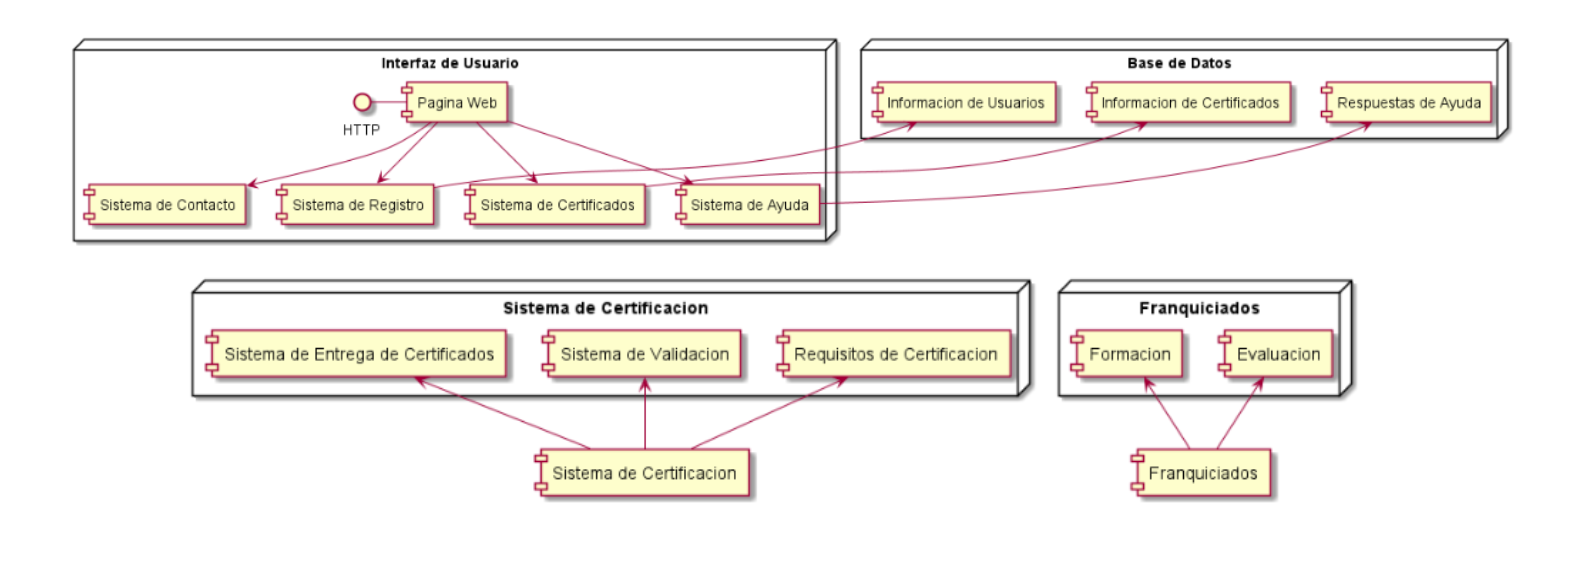 Interfaz de Usuario
Pagina Web
HTTP
Sistema de Contacto
Sistema de Registro
Sistema de Certificados
Sistema de Ayuda
Base de Datos
Informacion de Usuarios
Informacion de Certificados
Respuestas de Ayuda
Sistema de Certificacion
Sistema de Entrega de Certificados
Sistema de Validacion
Requisitos de Certificacion
Sistema de Certificacion
Franquiciados
Formacion
Evaluacion
Franquiciados